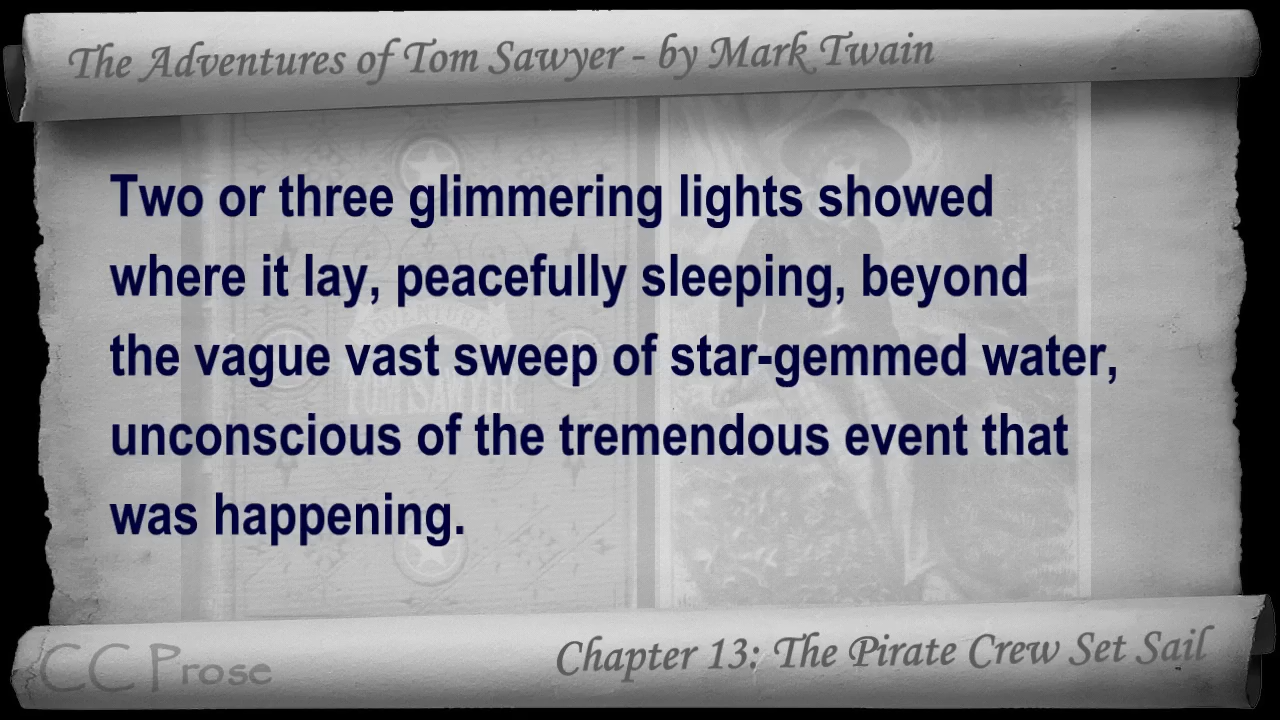 The Adventures of Tom Sawyer - by Mark Twain
Two or three glimmering lights showed
where it lay, peacefully sleeping, beyond
the vague vast sweep of star-gemmed water,
unconscious of the tremendous event that
was happening.
TOM SAWYER
CC Prose
Chapter 13: The Pirate Crew Set Sail